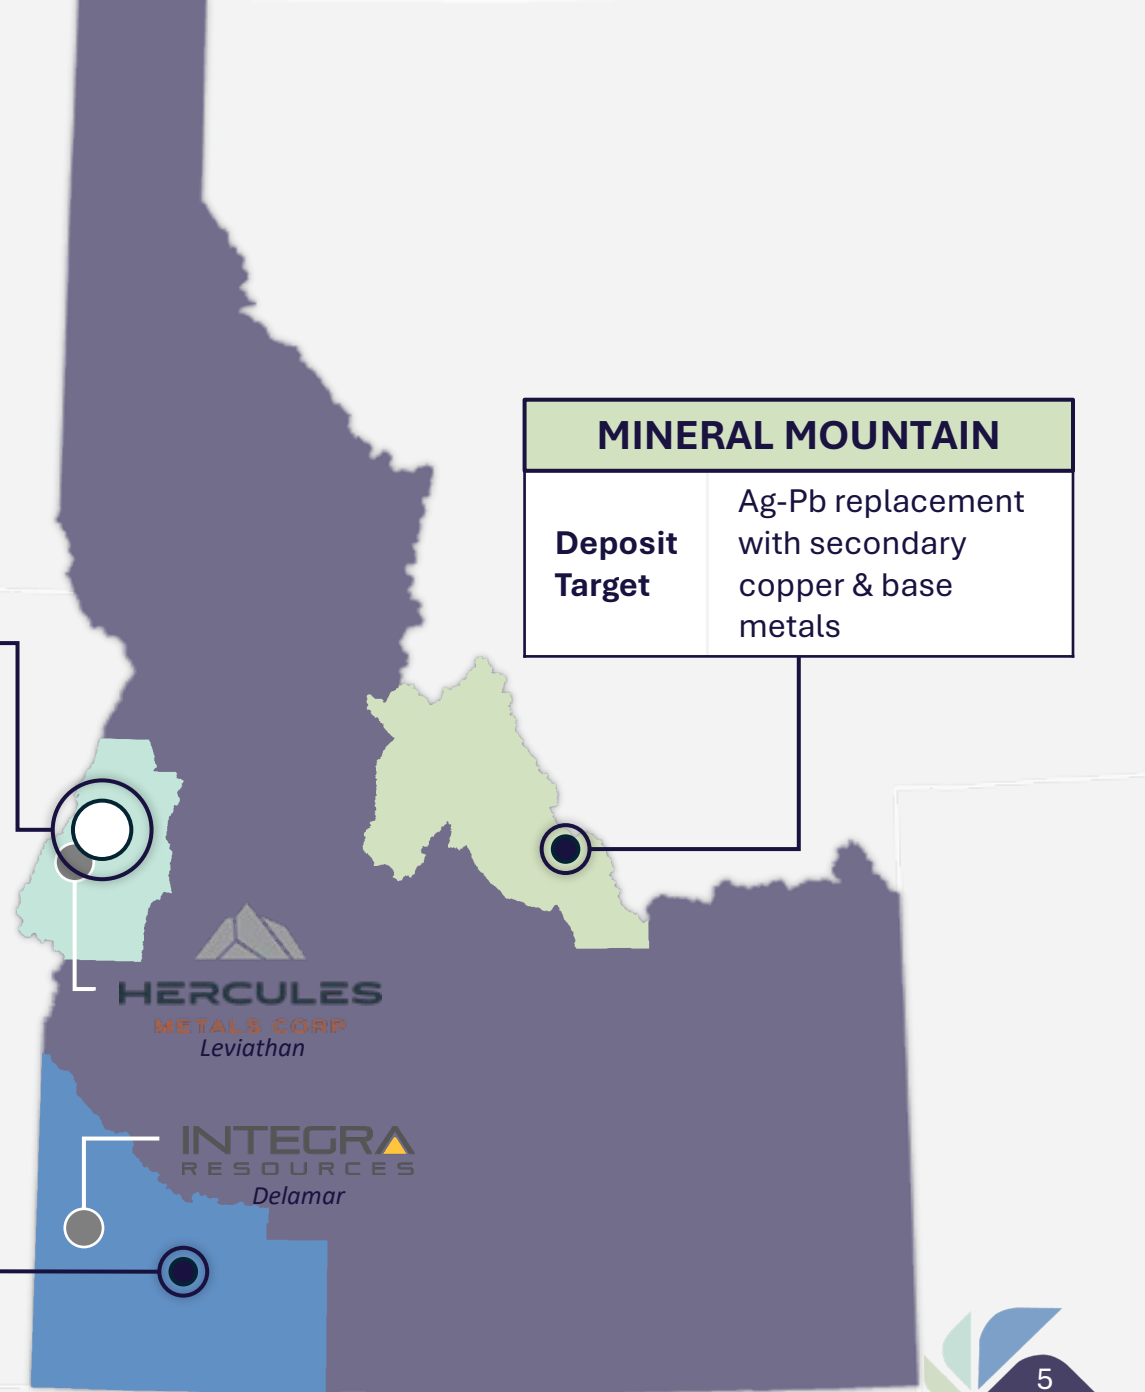 MINERAL MOUNTAIN
Deposit
Target
Ag-Pb replacement
with secondary
copper & base
metals
HERCULES
METALS CORP
Leviathan
INTEGRA
RESOURCES
Delamar
5